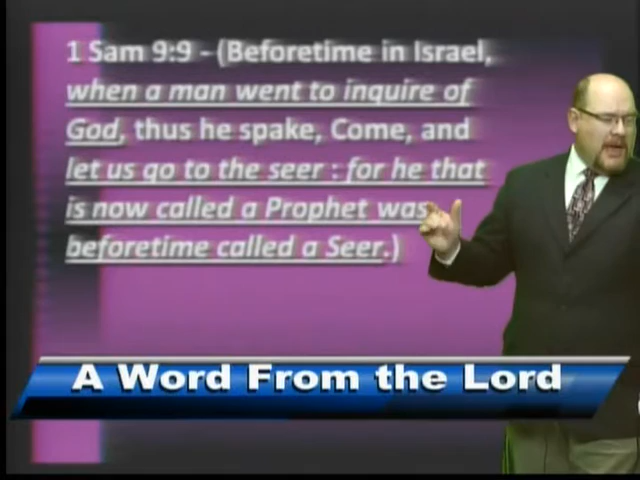 1 Sam 9:9 - (Beforetime in Israel,
when a man went to inquire of
God, thus he spake, Come, and
let us go to the seer : for he that
is now called a Prophet was
beforetime called a Seer.)
A Word From the Lord